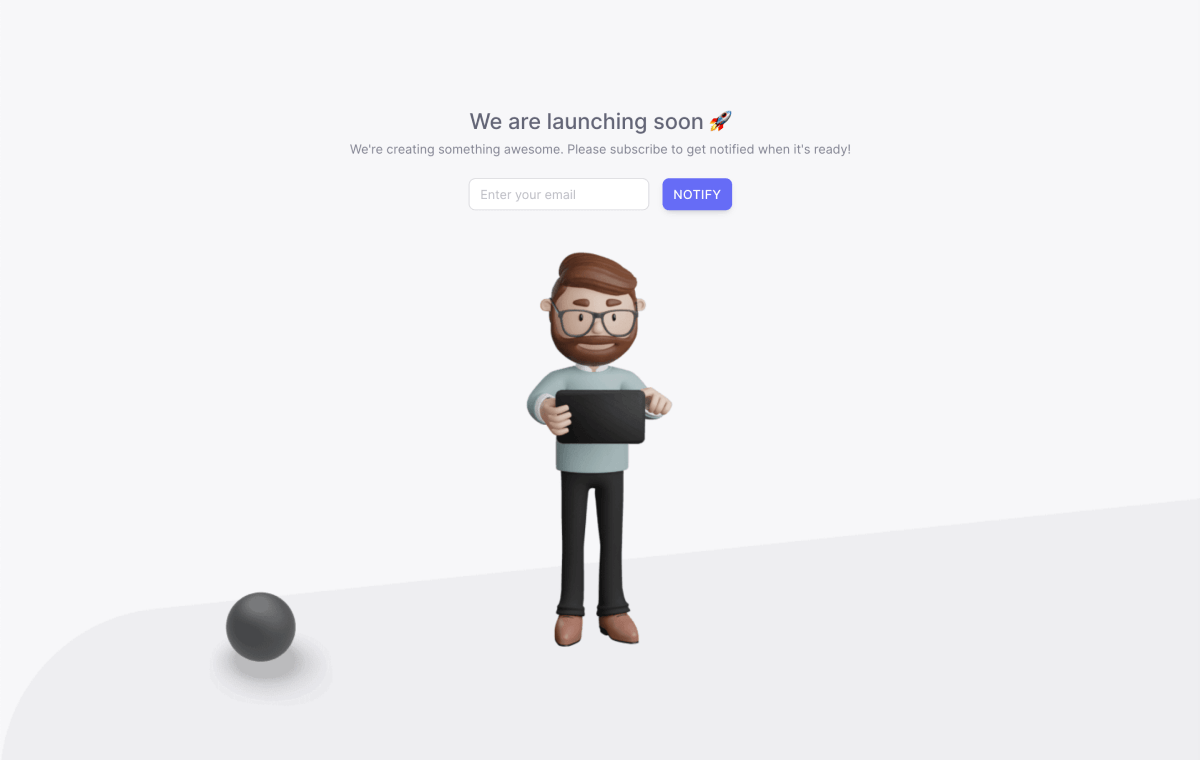 We are launching soon 🚀
We're creating something awesome. Please subscribe to get notified when it's ready!
Enter your email
NOTIFY